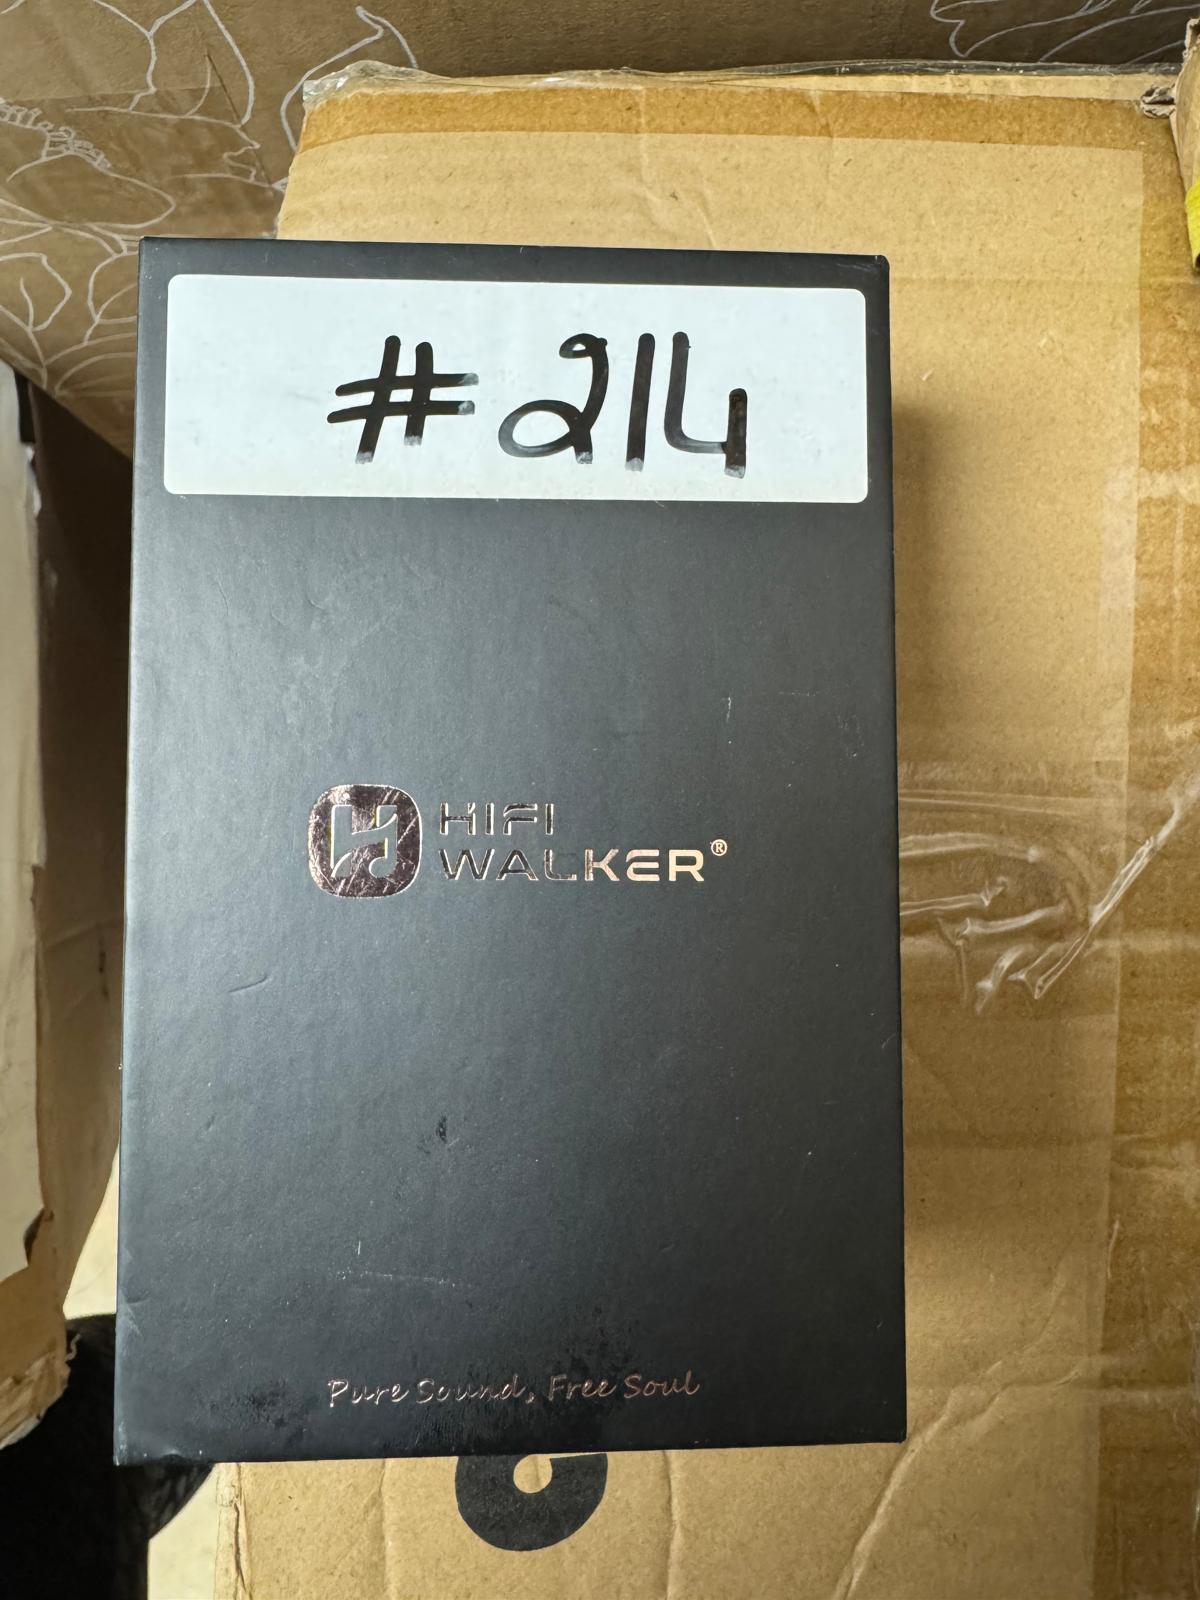 #214
HIFI
WALKER®
Pure Sound, Free Soul